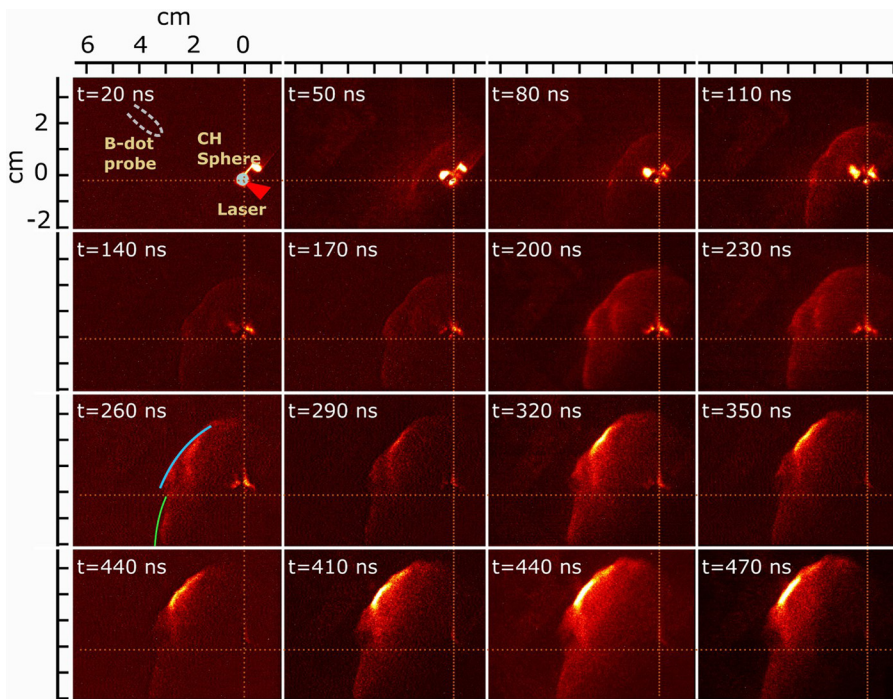 cm
6 4 2 0
cm
2
0
-2
t=20 ns
B-dot
probe
CH
Sphere
Laser
t=50 ns
t=80 ns
t=110 ns
t=140 ns
t=170 ns
t=200 ns
t=230 ns
t=260 ns
t=290 ns
t=320 ns
t=350 ns
t=440 ns
t=410 ns
t=440 ns
t=470 ns